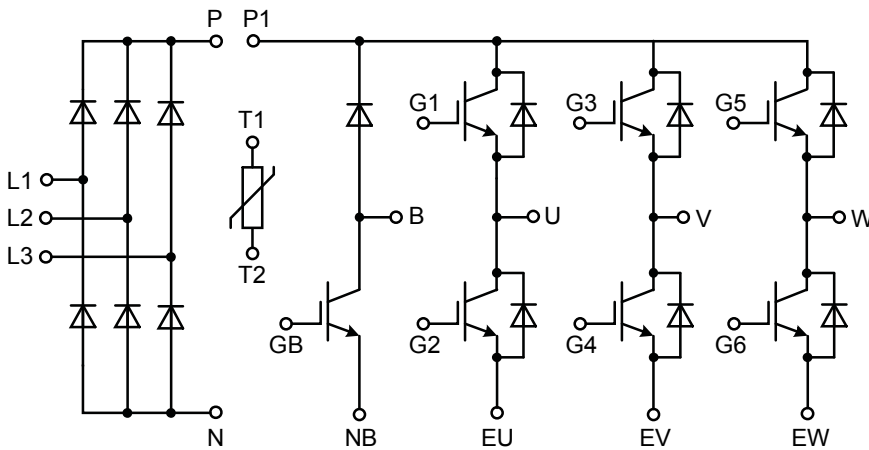 P P1
G1 G3 G5
T1
L1
L2 B U V W
L3
T2
GB G2 G4 G6
N NB EU EV EW